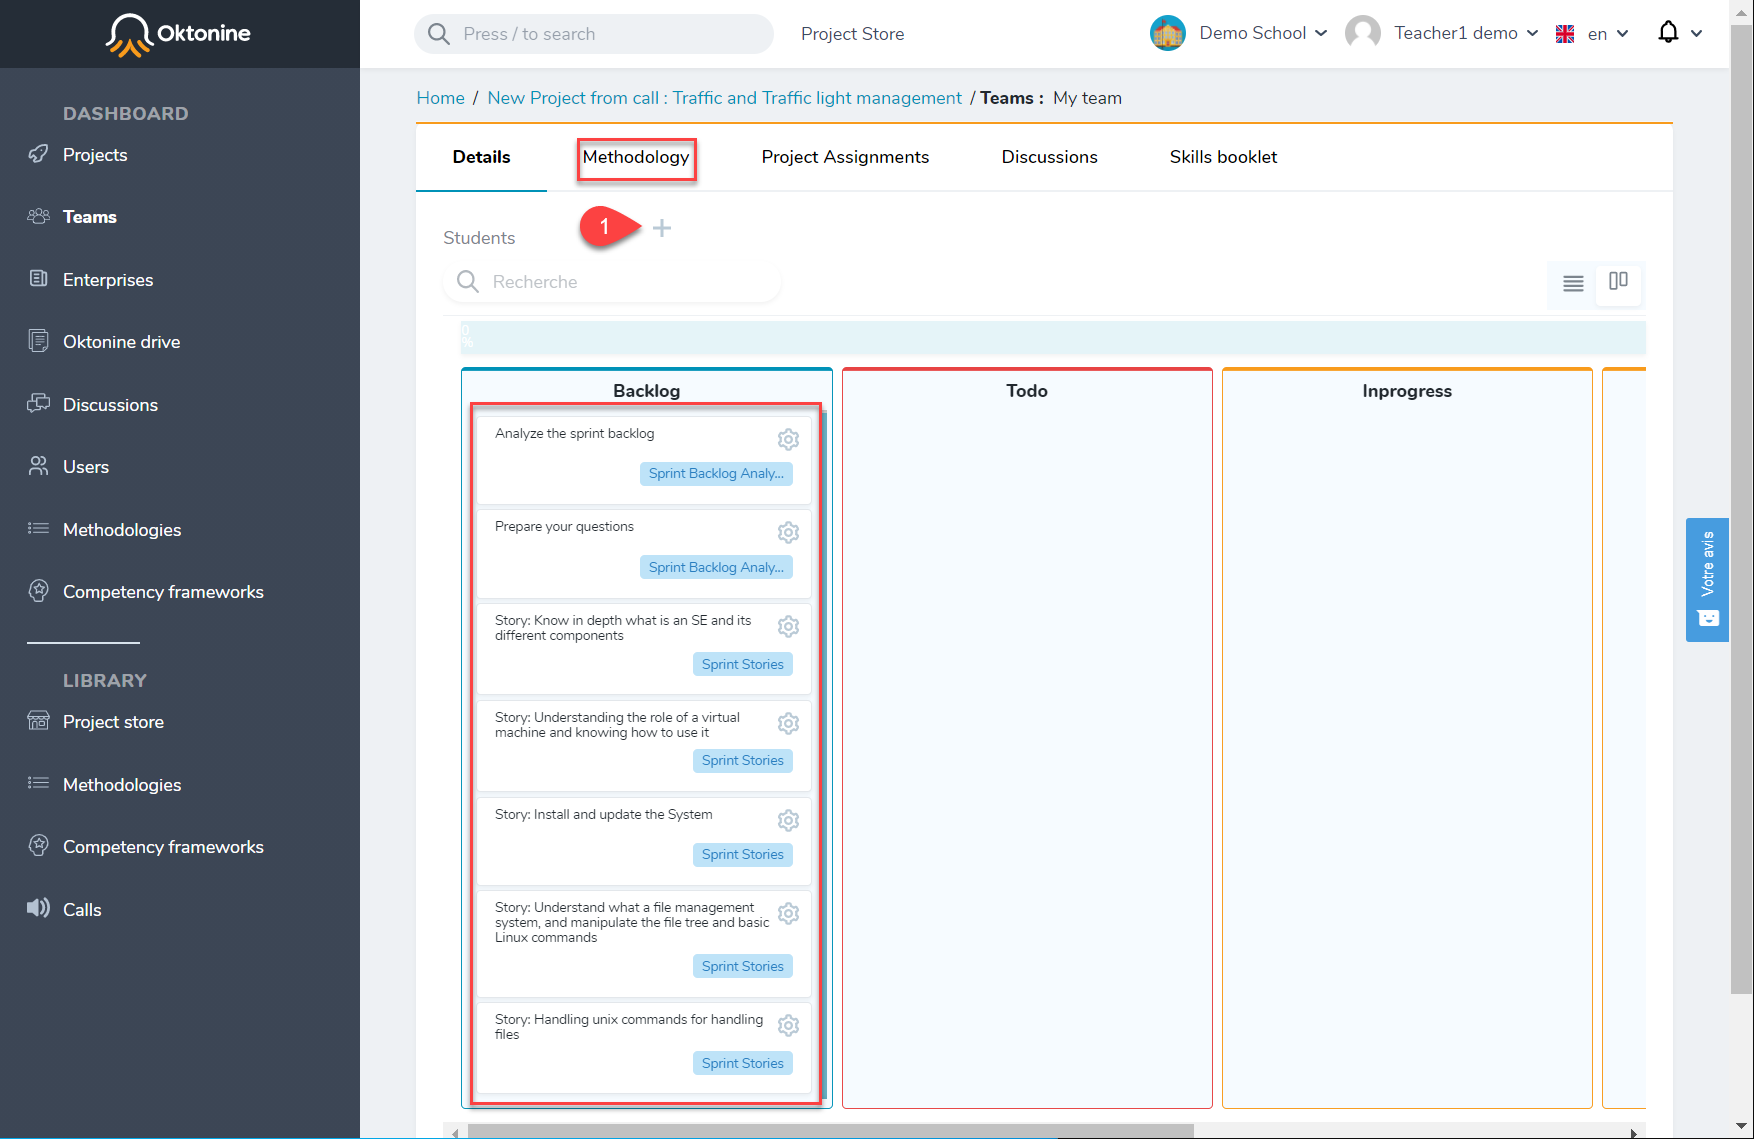 Oktonine
Press / to search
Project Store
Demo School
Teacher1 demo
en
DASHBOARD
Projects
Teams
Enterprises
Oktonine drive
Discussions
Users
Methodologies
Competency frameworks
LIBRARY
Project store
Methodologies
Competency frameworks
Calls
Home / New Project from call : Traffic and Traffic light management / Teams : My team
Details
Methodology
Project Assignments
Discussions
Skills booklet
Students
1
Recherche
0
%
Backlog
Analyze the sprint backlog
Sprint Backlog Analy...
Prepare your questions
Sprint Backlog Analy...
Story: Know in depth what is an SE and its
different components
Sprint Stories
Story: Understanding the role of a virtual
machine and knowing how to use it
Sprint Stories
Story: Install and update the System
Sprint Stories
Story: Understand what a file management
system, and manipulate the file tree and basic
Linux commands
Sprint Stories
Story: Handling unix commands for handling
files
Sprint Stories
Todo
Inprogress
Votre avis